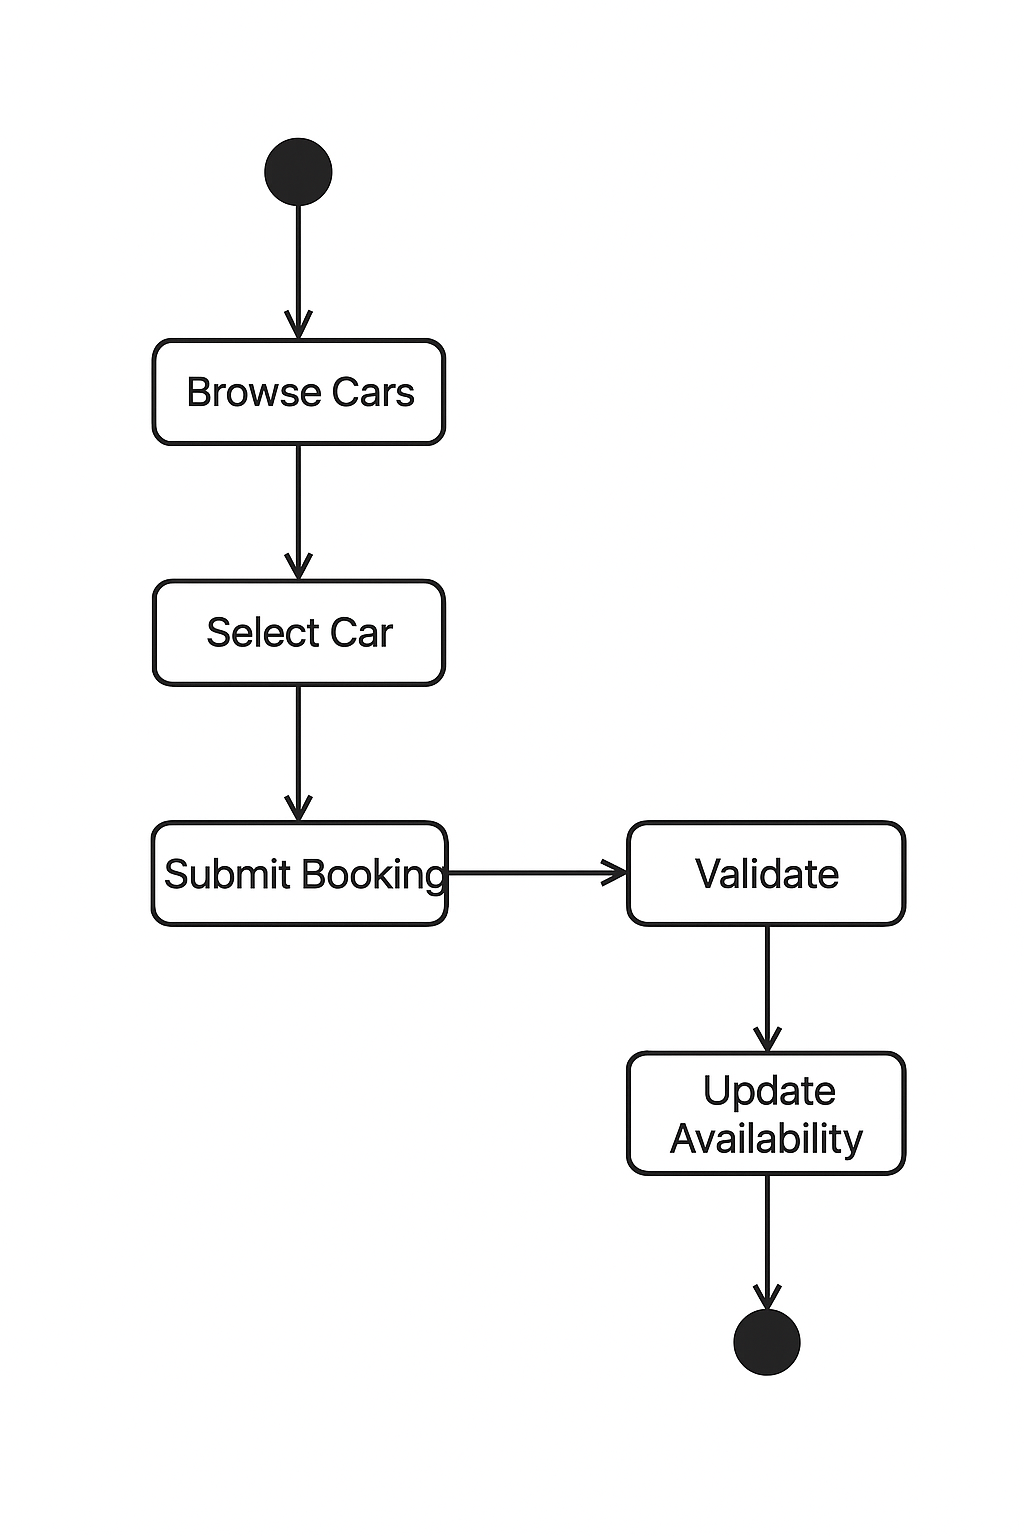 Browse Cars
Select Car
Submit Booking
Validate
Update
Availability